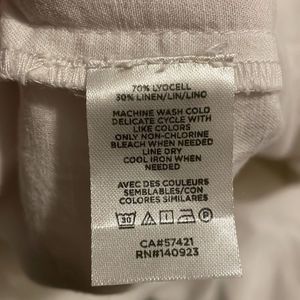 70% LYOCELL
30% LINEN/LIN/LINO
MACHINE WASH COLD
DELICATE CYCLE WITH
LIKE COLORS
ONLY NON-CHLORINE
BLEACH WHEN NEEDED
LINE DRY
COOL IRON WHEN
NEEDED
AVEC DES COULEURS
SEMBLABLES/CON
COLORES SIMILARES
30 P
CA#57421
RN#140923